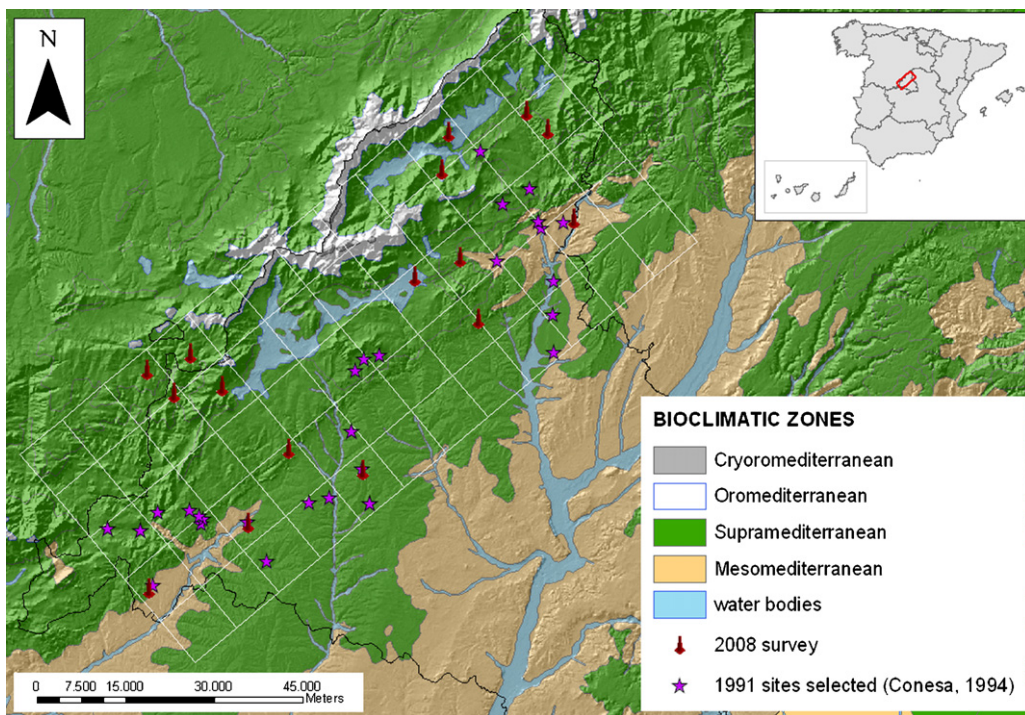 N
BIOCLIMATIC ZONES
Cryoromediterranean
Oromediterranean
Supramediterranean
Mesomediterranean
water bodies
2008 survey
1991 sites selected (Conesa, 1994)
0 7.500 15.000 30.000 45.000
Meters